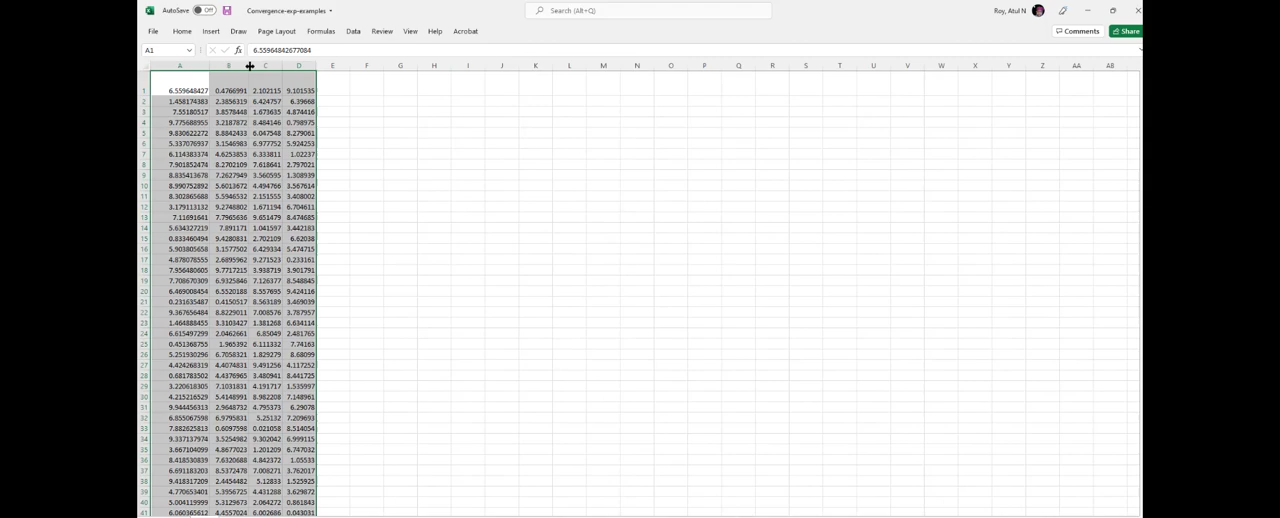 AutoSave Off Convergence-exp-examples Search (Alt+Q) Roy, Atul N
File Home Insert Draw Page Layout Formulas Data Review View Help Acrobat Comments Share
A1 fx 6.55964842677084
A B C D E F G H I J K L M N O P Q R S T U V W X Y Z AA AB
1 6.559648427 0.4766991 2.102115 9.101535
2 1.458174383 2.3856319 6.424757 6.39668
3 7.55180517 3.8578448 1.673635 4.874416
4 9.775688955 3.2187872 8.484146 0.798975
5 9.830622272 8.8842433 6.047548 8.279061
6 5.337076937 3.1546983 6.977752 5.924253
7 6.114383374 4.6253853 6.333811 1.02237
8 7.901852474 8.2702109 7.618641 2.797021
9 8.835413678 7.2627949 3.560595 1.308939
10 8.990752892 5.6013672 4.494766 3.567614
11 8.302865688 5.5946532 2.151555 3.408002
12 3.179113132 9.2748802 1.671194 6.704611
13 7.11691641 7.7965636 9.651479 8.474685
14 5.634327219 7.891171 1.041597 3.442183
15 0.833460494 9.4280831 2.702109 6.62038
16 5.903805658 3.1577502 6.429334 5.474715
17 4.878078555 2.6895962 9.271523 0.233161
18 7.956480605 9.7717215 3.938719 3.901791
19 7.708670309 6.9325846 7.126377 8.548845
20 6.469008454 6.5520188 8.557695 9.424116
21 0.231635487 0.4150517 8.563189 3.469039
22 9.367656484 8.8229011 7.008576 3.787957
23 1.464888455 3.3103427 1.381268 6.634114
24 6.615497299 2.0462661 6.85049 2.481765
25 0.451368755 1.965392 6.111332 7.74163
26 5.251930296 6.7058321 1.829279 8.68099
27 4.424268319 4.4074831 9.491256 4.117252
28 0.681783502 4.4376965 3.480941 8.441725
29 3.220618305 7.1031831 4.191717 1.535997
30 4.215216529 5.4148991 8.982208 7.148961
31 9.944456313 2.9648732 4.795373 6.29078
32 6.855067598 6.9795831 5.25132 7.209693
33 7.882625813 0.6097598 0.021058 8.514054
34 9.337137974 3.5254982 9.302042 6.999115
35 3.667104099 4.8677023 1.201209 6.747032
36 8.418530839 7.6320688 4.842372 1.05533
37 6.691183203 8.5372478 7.008271 3.762017
38 9.418317209 2.4454482 5.12833 1.525925
39 4.770653401 5.3956725 4.431288 3.629872
40 5.004119999 5.3129673 2.064272 0.861843
41 6.060365612 4.4557024 6.002686 0.043031